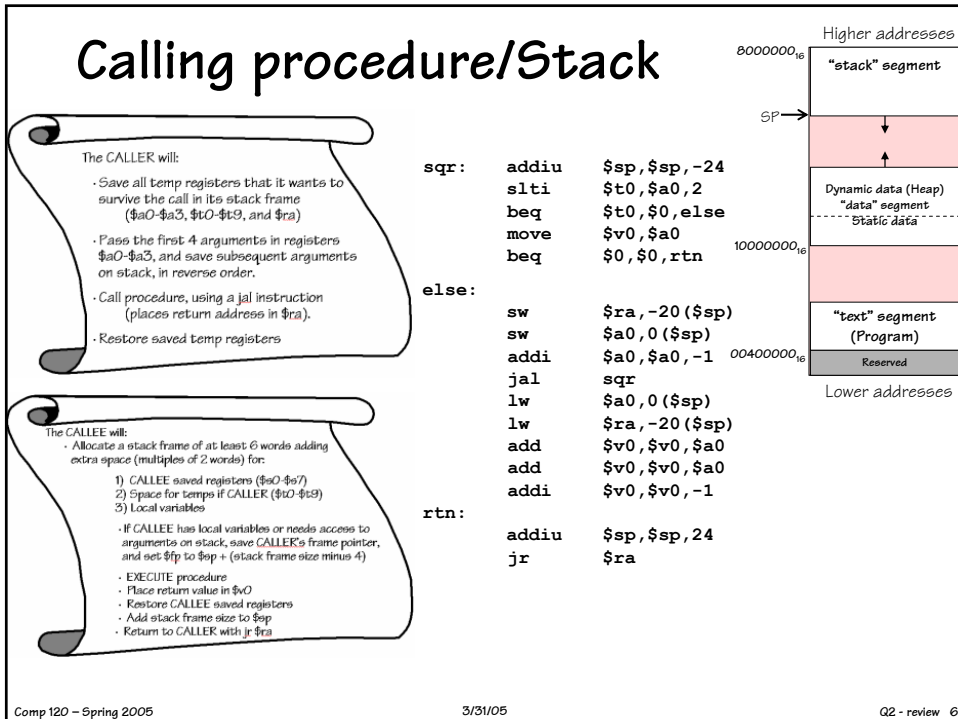 Calling procedure/Stack
The CALLER will:
· Save all temp registers that it wants to
survive the call in its stack frame
($a0-$a3, $t0-$t9, and $ra)
· Pass the first 4 arguments in registers
$a0-$a3, and save subsequent arguments
on stack, in reverse order.
· Call procedure, using a jal instruction
(places return address in $ra).
· Restore saved temp registers
The CALLEE will:
· Allocate a stack frame of at least 6 words adding
extra space (multiples of 2 words) for:
1) CALLEE saved registers ($s0-$s7)
2) Space for temps if CALLER ($t0-$t9)
3) Local variables
· If CALLEE has local variables or needs access to
arguments on stack, save CALLER's frame pointer,
and set $fp to $sp + (stack frame size minus 4)
· EXECUTE procedure
· Place return value in $v0
· Restore CALLEE saved registers
· Add stack frame size to $sp
· Return to CALLER with jr $ra
sqr: addiu $sp,$sp,-24
slti $t0,$a0,2
beq $t0,$0,else
move $v0,$a0
beq $0,$0,rtn
else:
sw $ra,-20($sp)
sw $a0,0($sp)
addi $a0,$a0,-1
jal sqr
lw $a0,0($sp)
lw $ra,-20($sp)
add $v0,$v0,$a0
add $v0,$v0,$a0
addi $v0,$v0,-1
rtn:
addiu $sp,$sp,24
jr $ra
Higher addresses
80000000₁₆
"stack" segment
SP
Dynamic data (Heap)
"data" segment
Static data
10000000₁₆
"text" segment
(Program)
00400000₁₆
Reserved
Lower addresses
Comp 120 – Spring 2005
3/31/05
Q2 - review 6